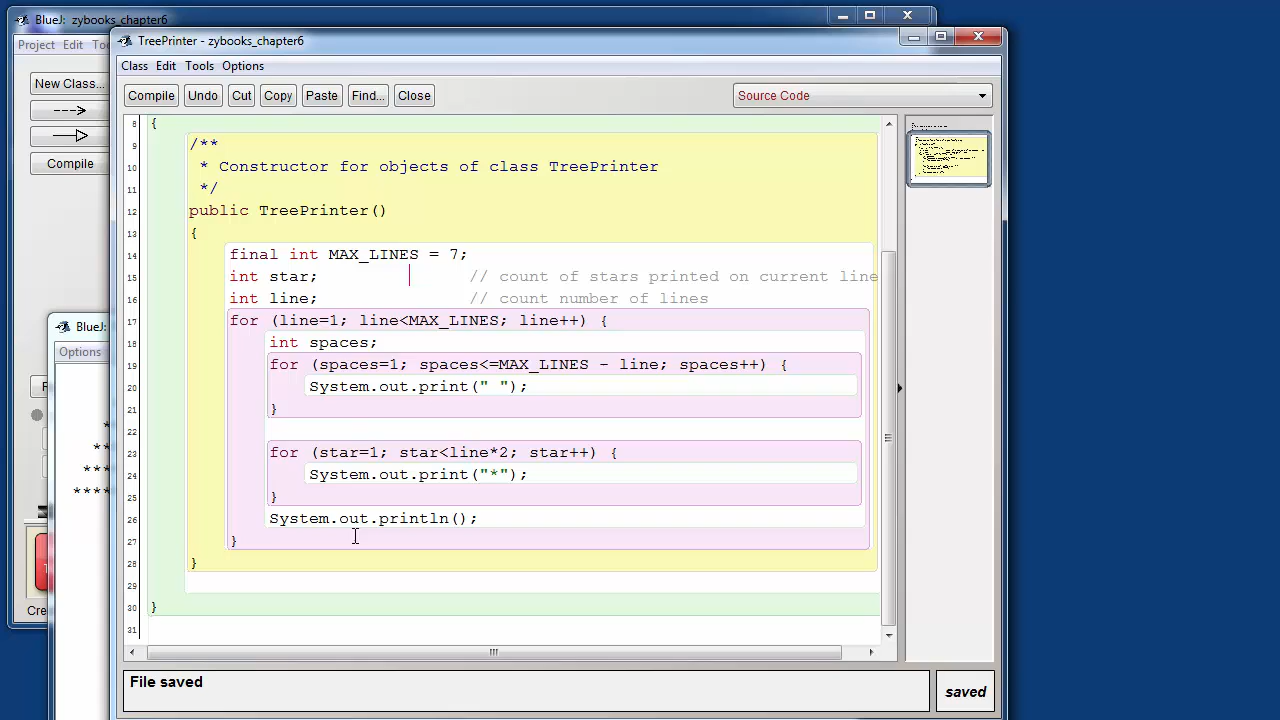 BlueJ: zybooks_chapter6
Project Edit
New Class...
Compile
BlueJ:
Options
TreePrinter - zybooks_chapter6
Class Edit Tools Options
Compile Undo Cut Copy Paste Find... Close Source Code
8 {
9 /**
10 * Constructor for objects of class TreePrinter
11 */
12 public TreePrinter()
13 {
14 final int MAX_LINES = 7;
15 int star; // count of stars printed on current line
16 int line; // count number of lines
17 for (line=1; line<MAX_LINES; line++) {
18 int spaces;
19 for (spaces=1; spaces<=MAX_LINES - line; spaces++) {
20 System.out.print(" ");
21 }
22
23 for (star=1; star<line*2; star++) {
24 System.out.print("*");
25 }
26 System.out.println();
27 }
28 }
29
30 }
31
*
**
***
****
File saved
saved